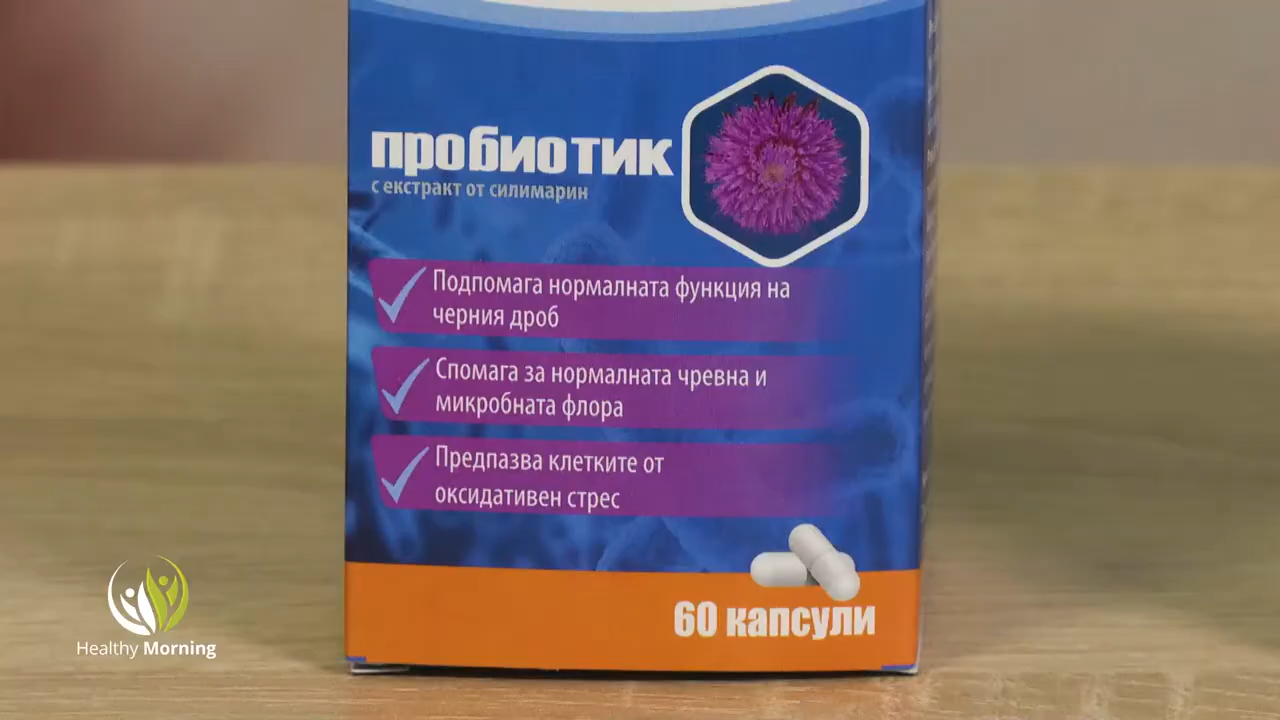 пробиотик
с екстракт от силимарин
Подпомага нормалната функция на
черния дроб
Спомага за нормалната чревна и
микробната флора
Предпазва клетките от
оксидативен стрес
60 капсули
Healthy Morning